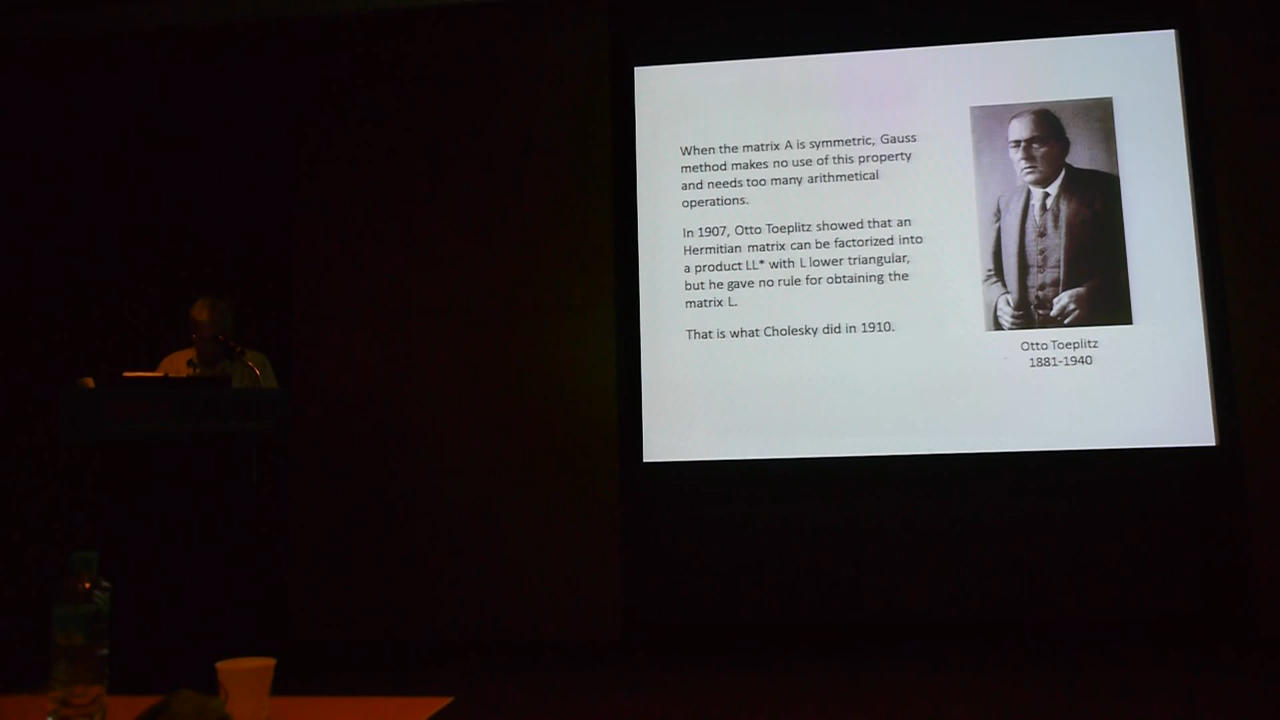 When the matrix A is symmetric, Gauss
method makes no use of this property
and needs too many arithmetical
operations.
In 1907, Otto Toeplitz showed that an
Hermitian matrix can be factorized into
a product LL* with L lower triangular,
but he gave no rule for obtaining the
matrix L.
That is what Cholesky did in 1910.
Otto Toeplitz
1881-1940